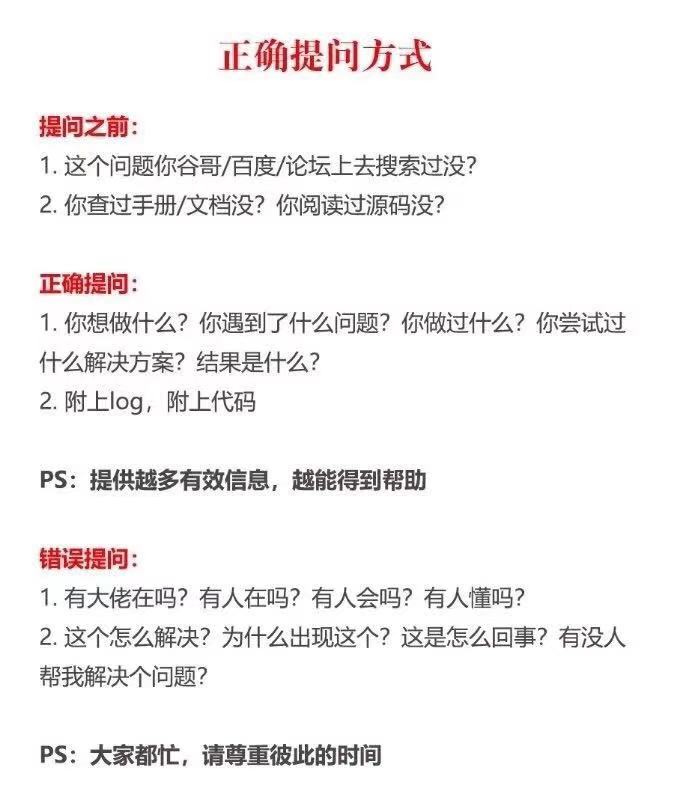 正确提问方式
提问之前：
1. 这个问题你谷哥/百度/论坛上去搜索过没？
2. 你查过手册/文档没？你阅读过源码没？
正确提问：
1. 你想做什么？你遇到了什么问题？你做过什么？你尝试过
什么解决方案？结果是什么？
2. 附上log，附上代码
PS：提供越多有效信息，越能得到帮助
错误提问：
1. 有大佬在吗？有人在吗？有人会吗？有人懂吗？
2. 这个怎么解决？为什么出现这个？这是怎么回事？有没人
帮我解决个问题？
PS：大家都忙，请尊重彼此的时间